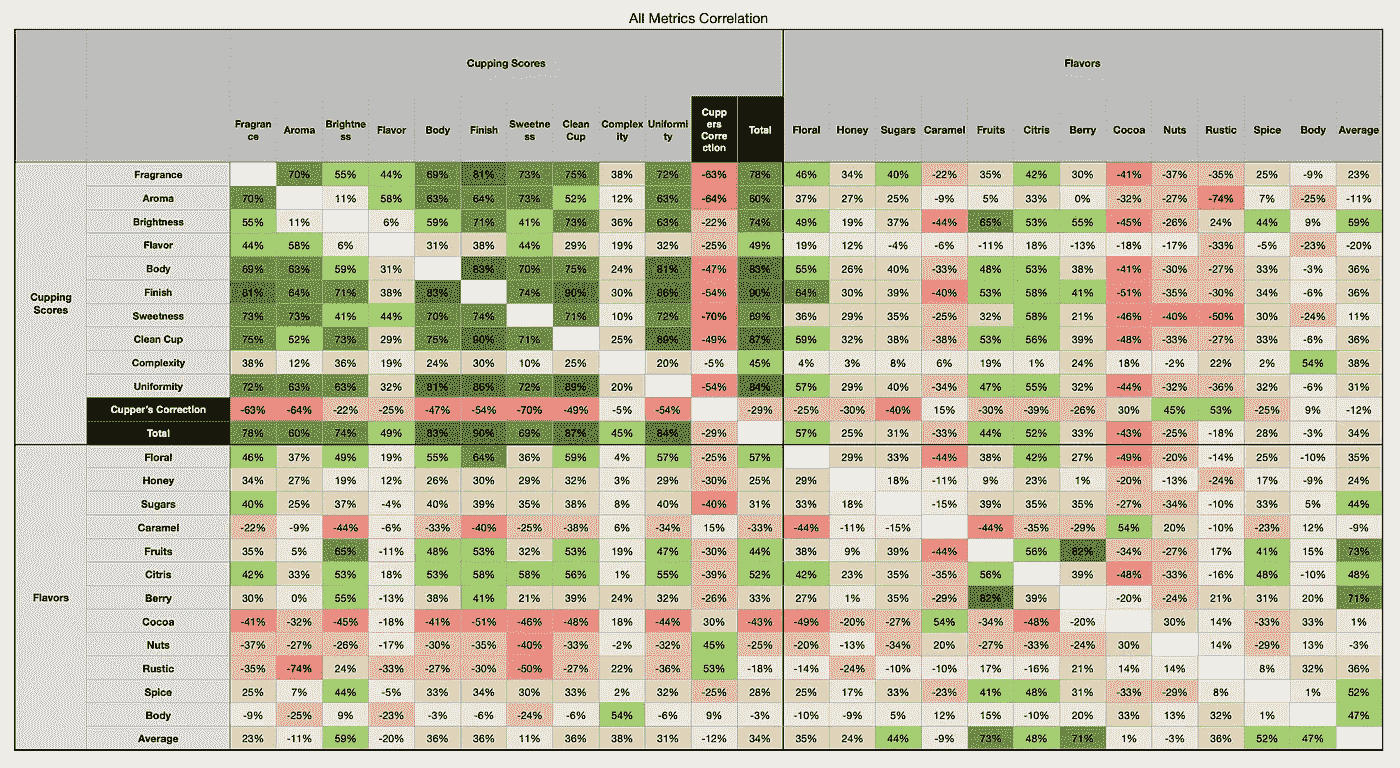 All Metrics Correlation
Cupping Scores Flavors
Fragran ce Aroma Brightne ss Flavor Body Finish Sweetne ss Clean Cup Complex ity Uniformi ty Cupp ers Corre ction Total Floral Honey Sugars Caramel Fruits Citris Berry Cocoa Nuts Rustic Spice Body Average
Cupping Scores
Fragrance 70% 55% 44% 69% 81% 73% 75% 38% 72% -63% 78% 46% 34% 40% -22% 35% 42% 30% -41% -37% -35% 25% -9% 23%
Aroma 70% 11% 58% 63% 64% 73% 52% 12% 63% -64% 60% 37% 27% 25% -9% 5% 33% 0% -32% -27% -74% 7% -25% -11%
Brightness 55% 11% 6% 59% 71% 41% 73% 36% 63% -22% 74% 49% 19% 37% -44% 65% 53% 55% -45% -26% 24% 44% 9% 59%
Flavor 44% 58% 6% 31% 38% 44% 29% 19% 32% -25% 49% 19% 12% -4% -6% -11% 18% -13% -18% -17% -33% -5% -23% -20%
Body 69% 63% 59% 31% 83% 70% 75% 24% 81% -47% 83% 55% 26% 40% -33% 48% 53% 38% -41% -30% -27% 33% -3% 36%
Finish 81% 64% 71% 38% 83% 74% 90% 30% 86% -54% 90% 64% 30% 39% -40% 53% 58% 41% -51% -35% -30% 34% -6% 36%
Sweetness 73% 73% 41% 44% 70% 74% 71% 10% 72% -70% 69% 36% 29% 35% -25% 32% 58% 21% -46% -40% -50% 30% -24% 11%
Clean Cup 75% 52% 73% 29% 75% 90% 71% 25% 89% -49% 87% 59% 32% 38% -38% 53% 56% 39% -48% -33% -27% 33% -6% 36%
Complexity 38% 12% 36% 19% 24% 30% 10% 25% 20% -5% 45% 4% 3% 8% 6% 19% 1% 24% 18% -2% 22% 2% 54% 38%
Uniformity 72% 63% 63% 32% 81% 86% 72% 89% 20% -54% 84% 57% 29% 40% -34% 47% 55% 32% -44% -32% -36% 32% -6% 31%
Cupper's Correction -63% -64% -22% -25% -47% -54% -70% -49% -5% -54% -29% -25% -30% -40% 15% -30% -39% -26% 30% 45% 53% -25% 9% -12%
Total 78% 60% 74% 49% 83% 90% 69% 87% 45% 84% -29% 57% 25% 31% -33% 44% 52% 33% -43% -25% -18% 28% -3% 34%
Flavors
Floral 46% 37% 49% 19% 55% 64% 36% 59% 4% 57% -25% 57% 29% 33% -44% 38% 42% 27% -49% -20% -14% 25% -10% 35%
Honey 34% 27% 19% 12% 26% 30% 29% 32% 3% 29% -30% 25% 29% 18% -11% 9% 23% 1% -20% -13% -24% 17% -9% 24%
Sugars 40% 25% 37% -4% 40% 39% 35% 38% 8% 40% -40% 31% 33% 18% -15% 39% 35% 35% -27% -34% -10% 33% 5% 44%
Caramel -22% -9% -44% -6% -33% -40% -25% -38% 6% -34% 15% -33% -44% -11% -15% -44% -35% -29% 54% 20% -10% -23% 12% -9%
Fruits 35% 5% 65% -11% 48% 53% 32% 53% 19% 47% -30% 44% 38% 9% 39% -44% 56% 82% -34% -27% 17% 41% 15% 73%
Citris 42% 33% 53% 18% 53% 58% 58% 56% 1% 55% -39% 52% 42% 23% 35% -35% 56% 39% -48% -33% -16% 48% -10% 48%
Berry 30% 0% 55% -13% 38% 41% 21% 39% 24% 32% -26% 33% 27% 1% 35% -29% 82% 39% -20% -24% 21% 31% 20% 71%
Cocoa -41% -32% -45% -18% -41% -51% -46% -48% 18% -44% 30% -43% -49% -20% -27% 54% -34% -48% -20% 30% 14% -33% 33% 1%
Nuts -37% -27% -26% -17% -30% -35% -40% -33% -2% -32% 45% -25% -20% -13% -34% 20% -27% -33% -24% 30% 14% -29% 13% -3%
Rustic -35% -74% 24% -33% -27% -30% -50% -27% 22% -36% 53% -18% -14% -24% -10% -10% 17% -16% 21% 14% 14% 8% 32% 36%
Spice 25% 7% 44% -5% 33% 34% 30% 33% 2% 32% -25% 28% 25% 17% 33% -23% 41% 48% 31% -33% -29% 8% 1% 52%
Body -9% -25% 9% -23% -3% -6% -24% -6% 54% -6% 9% -3% -10% -9% 5% 12% 15% -10% 20% 33% 13% 32% 1% 47%
Average 23% -11% 59% -20% 36% 36% 11% 36% 38% 31% -12% 34% 35% 24% 44% -9% 73% 48% 71% 1% -3% 36% 52% 47%